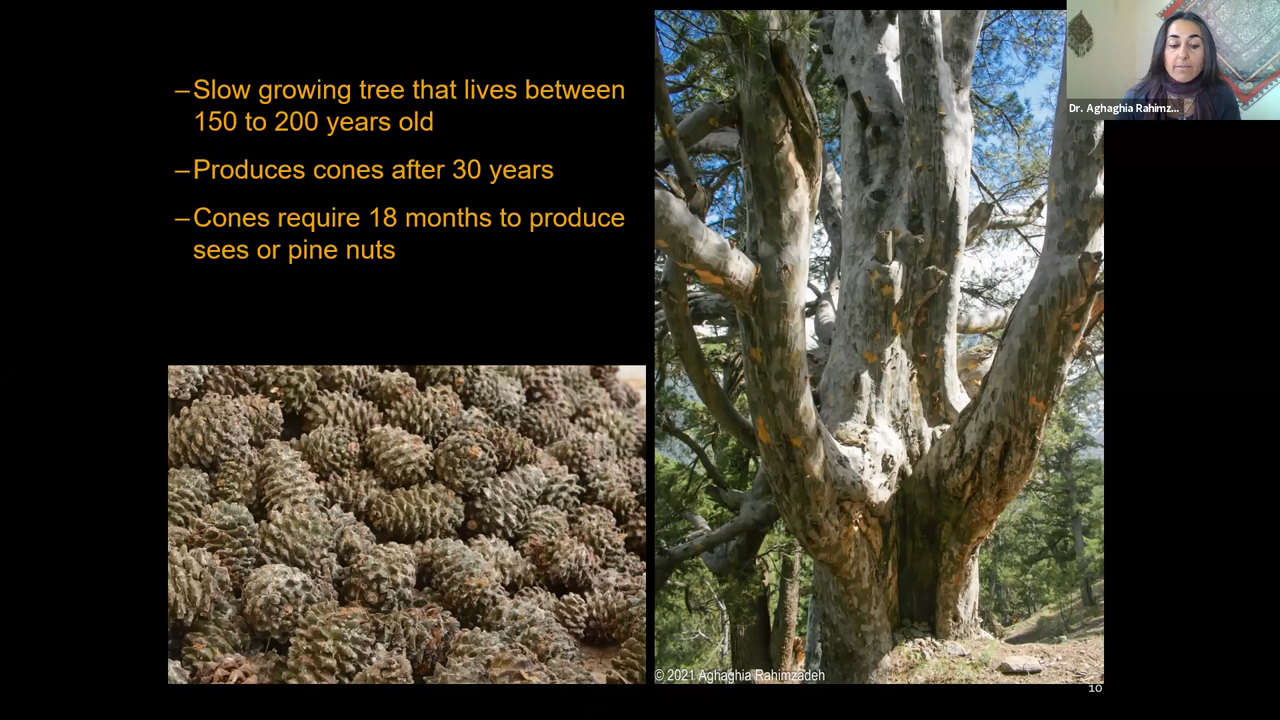 –Slow growing tree that lives between
150 to 200 years old
–Produces cones after 30 years
–Cones require 18 months to produce
sees or pine nuts
Dr. Aghaghia Rahimz...
© 2021 Aghaghia Rahimzadeh
10